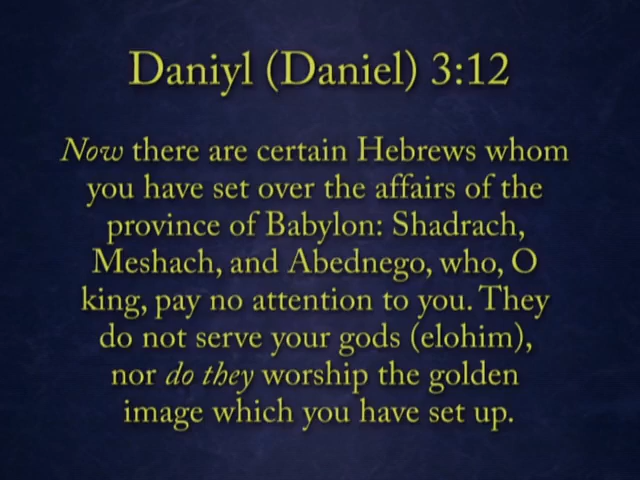 Daniyl (Daniel) 3:12
Now there are certain Hebrews whom
you have set over the affairs of the
province of Babylon: Shadrach,
Meshach, and Abednego, who, O
king, pay no attention to you. They
do not serve your gods (elohim),
nor do they worship the golden
image which you have set up.